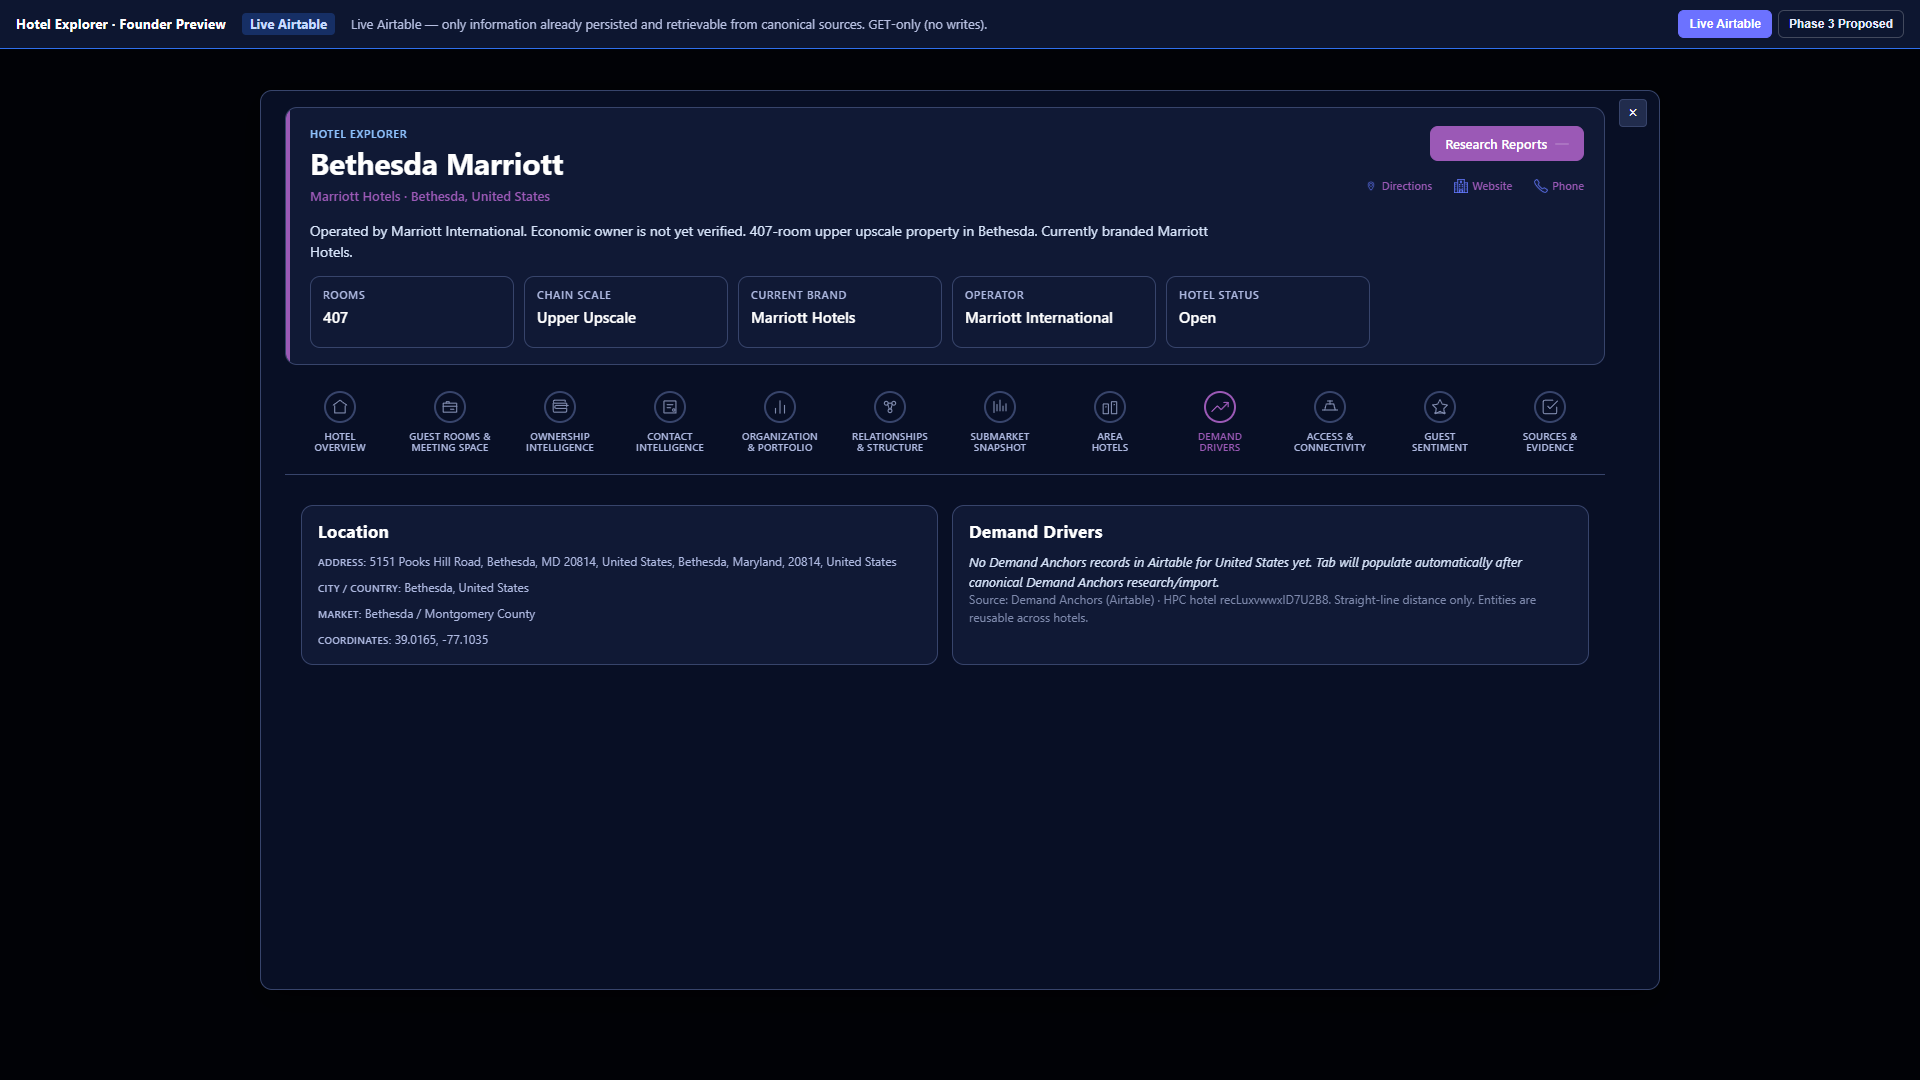 Hotel Explorer · Founder Preview
Live Airtable
Live Airtable — only information already persisted and retrievable from canonical sources. GET-only (no writes).
Live Airtable
Phase 3 Proposed
×
HOTEL EXPLORER
Bethesda Marriott
Marriott Hotels · Bethesda, United States
Research Reports —
Directions
Website
Phone
Operated by Marriott International. Economic owner is not yet verified. 407-room upper upscale property in Bethesda. Currently branded Marriott
Hotels.
ROOMS
407
CHAIN SCALE
Upper Upscale
CURRENT BRAND
Marriott Hotels
OPERATOR
Marriott International
HOTEL STATUS
Open
HOTEL
OVERVIEW
GUEST ROOMS &
MEETING SPACE
OWNERSHIP
INTELLIGENCE
CONTACT
INTELLIGENCE
ORGANIZATION
& PORTFOLIO
RELATIONSHIPS
& STRUCTURE
SUBMARKET
SNAPSHOT
AREA
HOTELS
DEMAND
DRIVERS
ACCESS &
CONNECTIVITY
GUEST
SENTIMENT
SOURCES &
EVIDENCE
Location
ADDRESS: 5151 Pooks Hill Road, Bethesda, MD 20814, United States, Bethesda, Maryland, 20814, United States
CITY / COUNTRY: Bethesda, United States
MARKET: Bethesda / Montgomery County
COORDINATES: 39.0165, -77.1035
Demand Drivers
No Demand Anchors records in Airtable for United States yet. Tab will populate automatically after
canonical Demand Anchors research/import.
Source: Demand Anchors (Airtable) · HPC hotel recLuxvwwxID7U2B8. Straight-line distance only. Entities are
reusable across hotels.